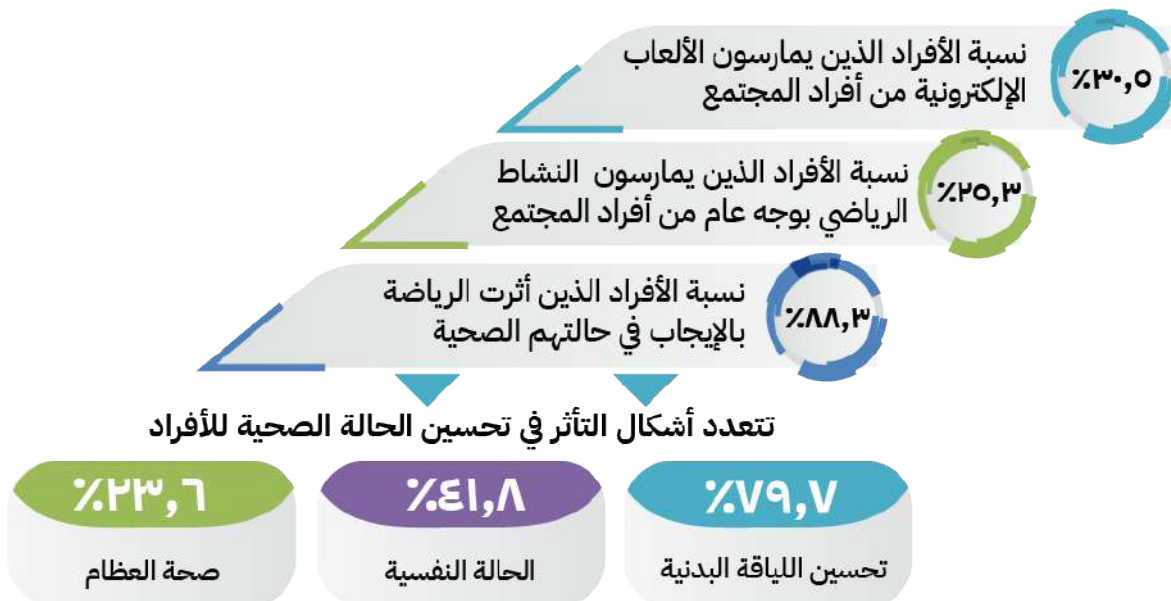 نسبة الأفراد الذين يمارسون الألعاب
الإلكترونية من أفراد المجتمع
٪٣٠,٥
نسبة الأفراد الذين يمارسون النشاط
الرياضي بوجه عام من أفراد المجتمع
٪٢٥,٣
نسبة الأفراد الذين أثرت الرياضة
بالإيجاب في حالتهم الصحية
٪٨٨,٣
تتعدد أشكال التأثر في تحسين الحالة الصحية للأفراد
٪٧٩,٧
تحسين اللياقة البدنية
٪٤١,٨
الحالة النفسية
٪٢٣,٦
صحة العظام